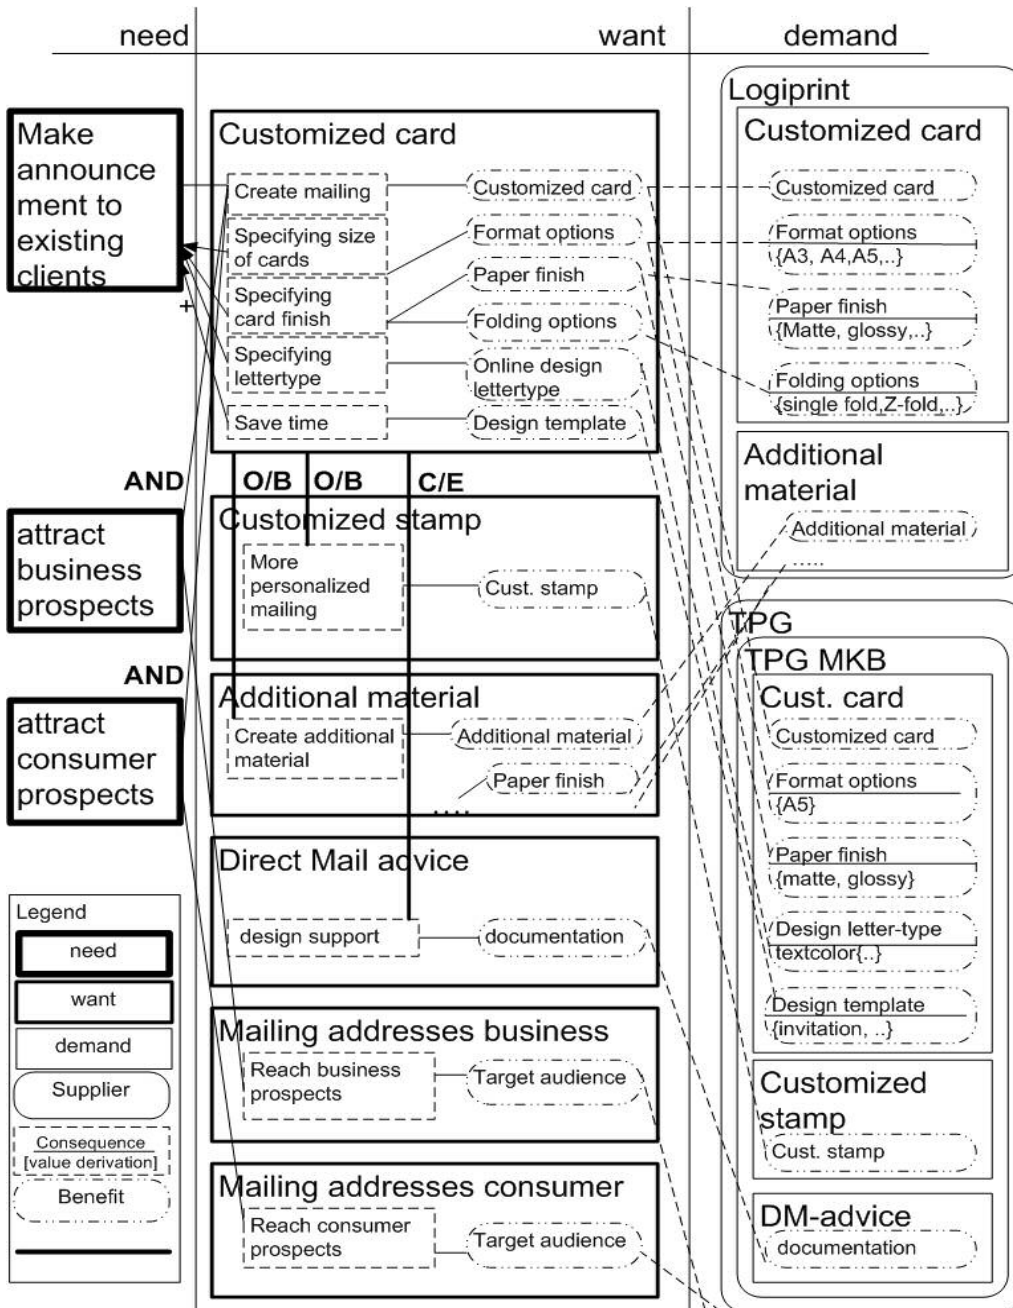 need
want
demand
Make
announce
ment to
existing
clients
+
AND
attract
business
prospects
AND
attract
consumer
prospects
Legend
need
want
demand
Supplier
Consequence
[value derivation]
Benefit
Customized card
Create mailing
Customized card
Specifying size
of cards
Format options
Specifying
card finish
Paper finish
Folding options
Specifying
lettertype
Online design
lettertype
Save time
Design template
O/B
O/B
C/E
Customized stamp
More
personalized
mailing
Cust. stamp
Additional material
Create additional
material
Additional material
Paper finish
....
Direct Mail advice
design support
documentation
Mailing addresses business
Reach business
prospects
Target audience
Mailing addresses consumer
Reach consumer
prospects
Target audience
Logiprint
Customized card
Customized card
Format options
{A3, A4,A5,..}
Paper finish
{Matte, glossy,..}
Folding options
{single fold,Z-fold,..}
Additional
material
Additional material
.....
TPG
TPG MKB
Cust. card
Customized card
Format options
{A5}
Paper finish
{matte, glossy}
Design letter-type
textcolor{..}
Design template
{invitation, ..}
Customized
stamp
Cust. stamp
DM-advice
documentation